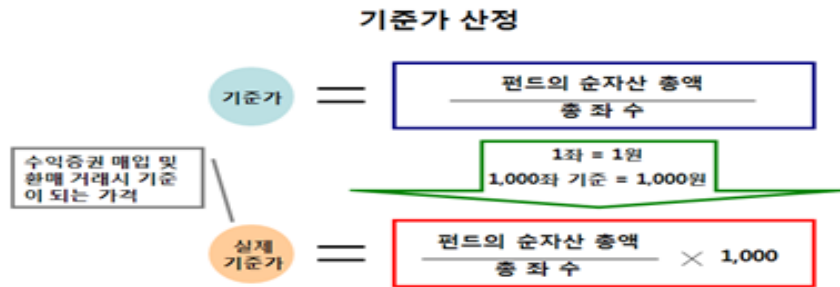 기준가 산정
기준가 = 펀드의 순자산 총액
총 좌 수
1좌 = 1원
1,000좌 기준 = 1,000원
수익증권 매입 및
환매 거래시 기준
이 되는 가격
실제
기준가 = 펀드의 순자산 총액
총 좌 수
× 1,000